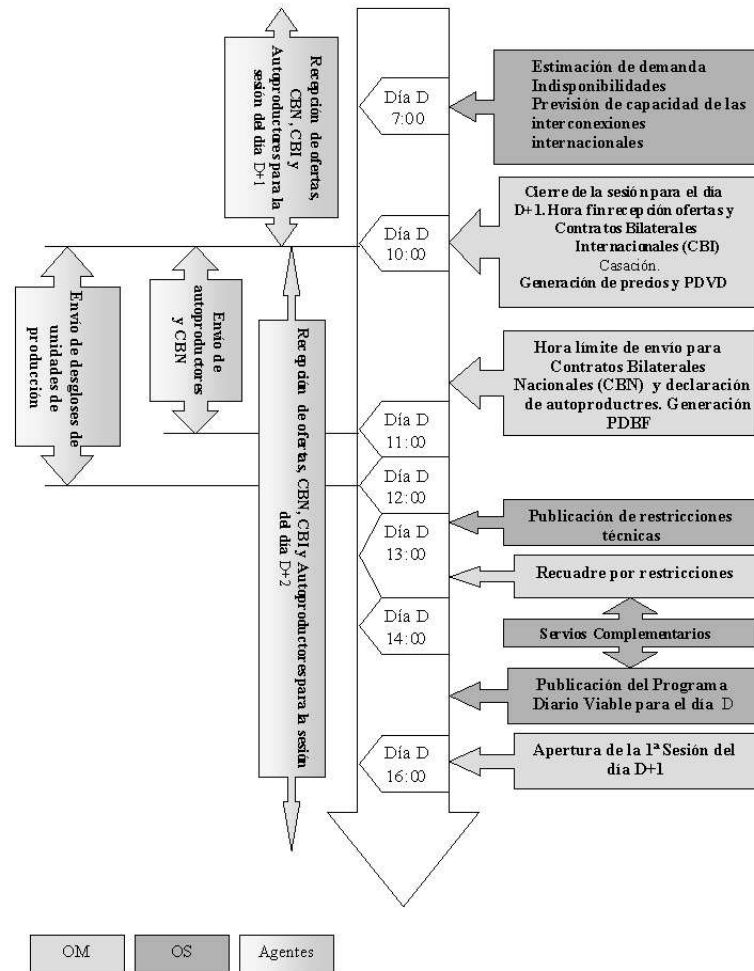 Recepción de ofertas,
CBN, CBI y
Autoproductores para la
sesión del día D+1
Día D
7:00
Estimación de demanda
Indisponibilidades
Previsión de capacidad de las
interconexiones
internacionales
Día D
10:00
Cierre de la sesión para el día
D+1. Hora fin recepción ofertas y
Contratos Bilaterales
Internacionales (CBI)
Casación.
Generación de precios y PDVD
Envío de desgloses de
unidades de
producción
Envío de
autoproductores
y CBN
Recepción de ofertas, CBN, CBI y Autoproductores para la sesión
del día D+2
Hora límite de envío para
Contratos Bilaterales
Nacionales (CBN) y declaración
de autoproductres. Generación
PDBF
Día D
11:00
Día D
12:00
Día D
13:00
Publicación de restricciones
técnicas
Recuadre por restricciones
Día D
14:00
Servios Complementarios
Publicación del Programa
Diario Viable para el día D
Día D
16:00
Apertura de la 1ª Sesión del
día D+1
OM
OS
Agentes